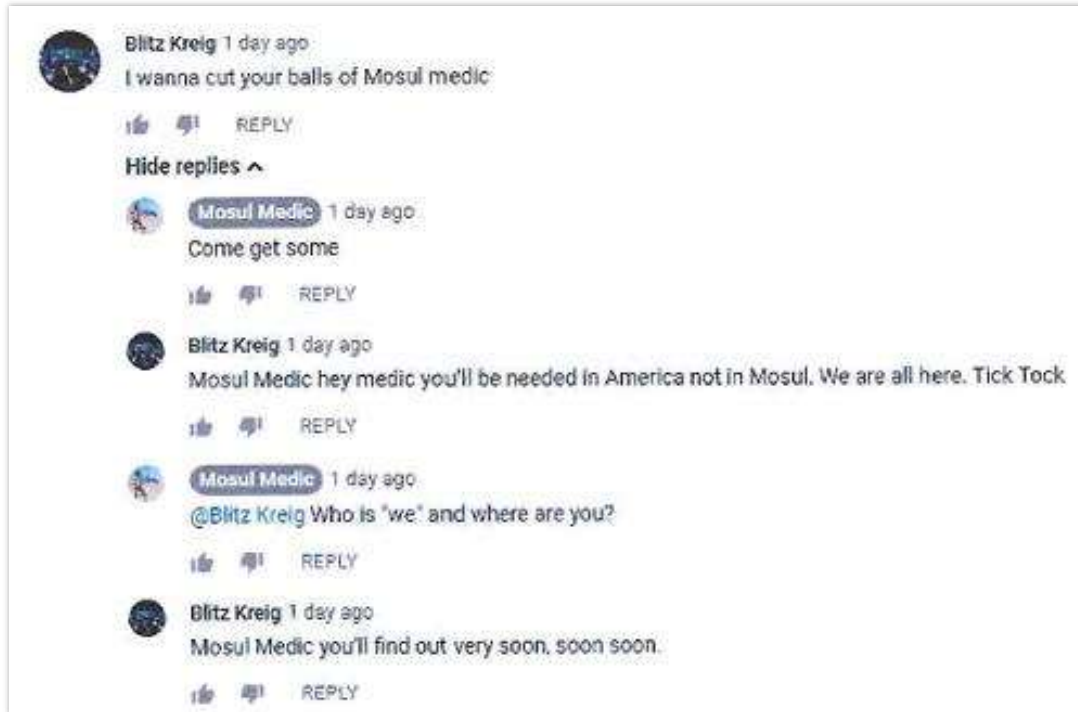 Blitz Kreig 1 day ago
I wanna cut your balls of Mosul medic
REPLY
Hide replies
Mosul Medic 1 day ago
Come get some
REPLY
Blitz Kreig 1 day ago
Mosul Medic hey medic you'll be needed in America not in Mosul. We are all here. Tick Tock
REPLY
Mosul Medic 1 day ago
@Blitz Kreig Who is "we" and where are you?
REPLY
Blitz Kreig 1 day ago
Mosul Medic you'll find out very soon, soon soon.
REPLY